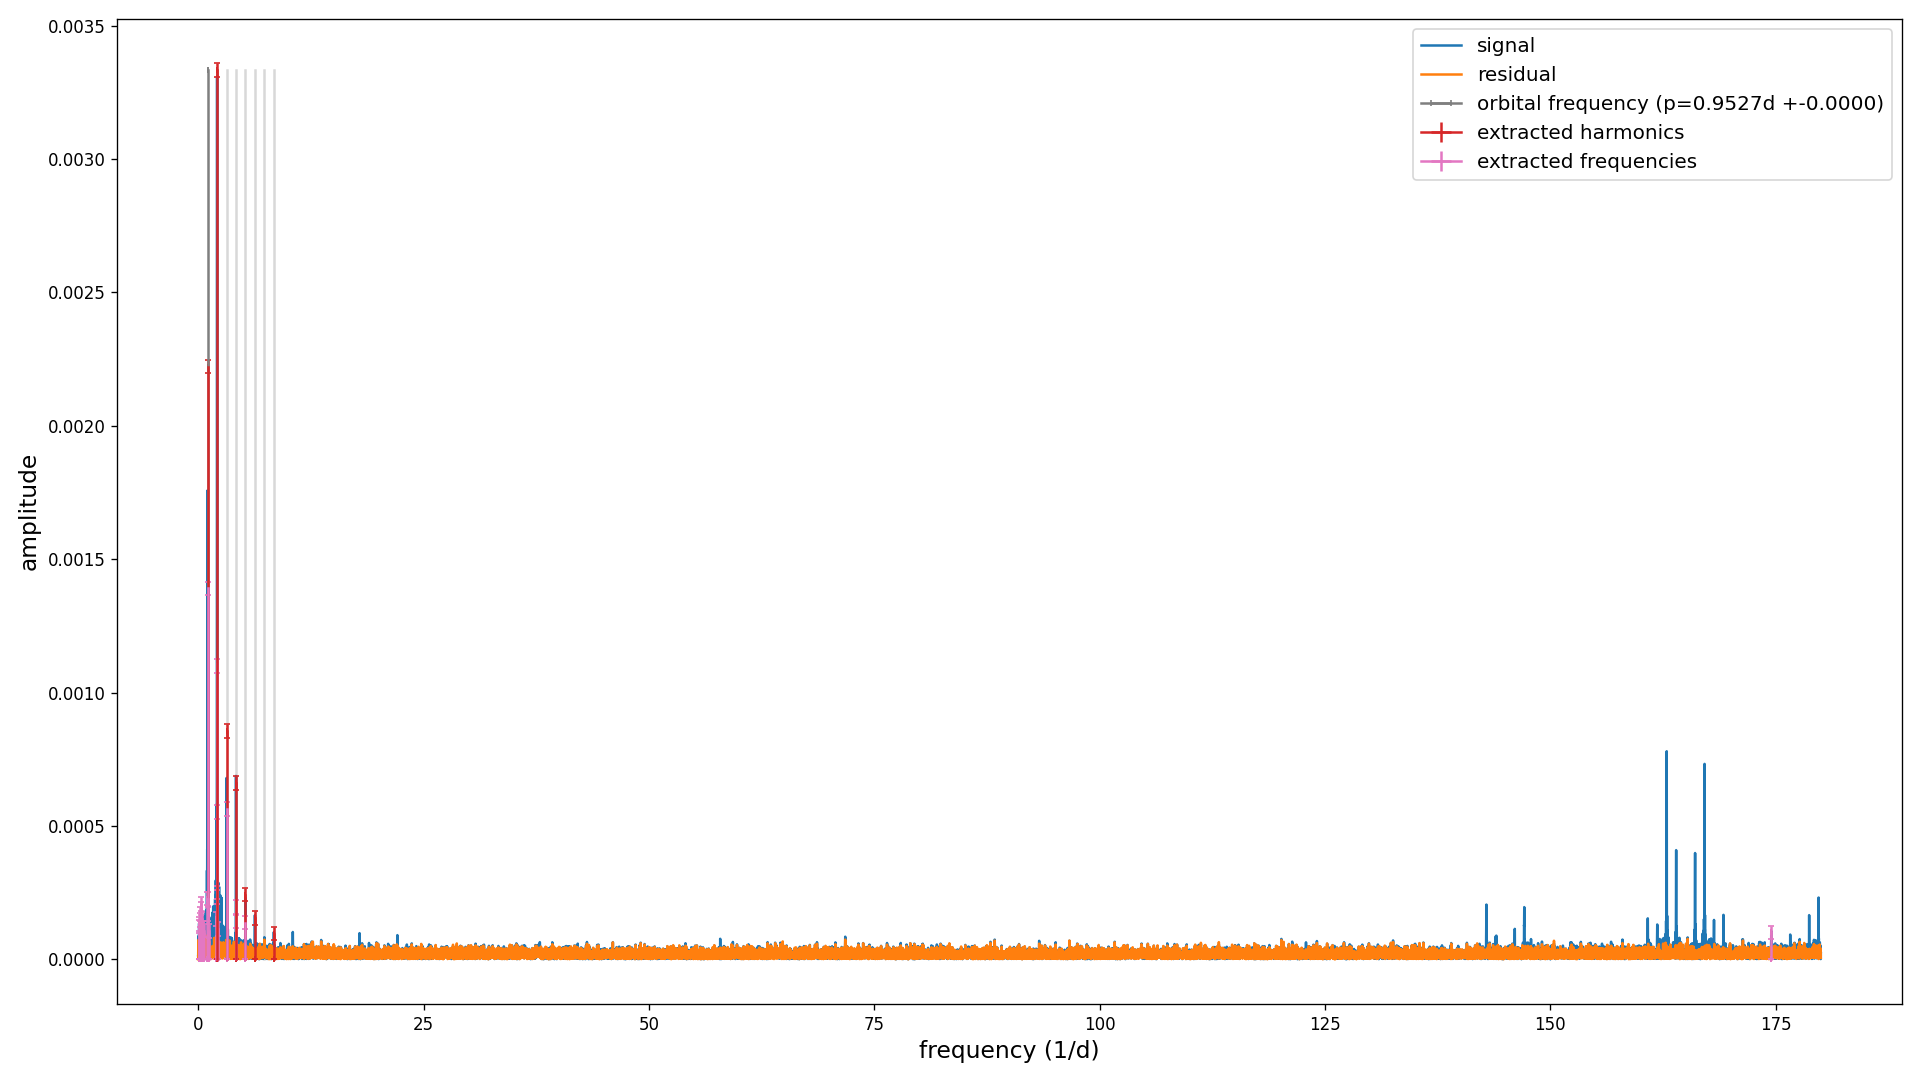 0.0035
0.0030
0.0025
0.0020
0.0015
0.0010
0.0005
0.0000
amplitude
signal
residual
orbital frequency (p=0.9527d +-0.0000)
extracted harmonics
extracted frequencies
0 25 50 75 100 125 150 175
frequency (1/d)